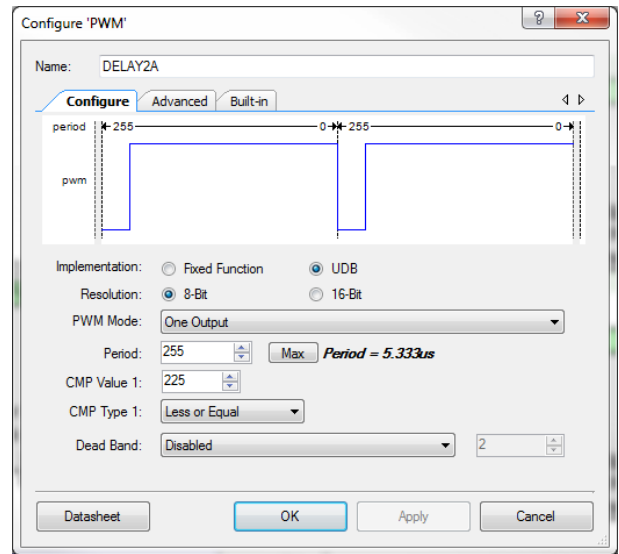 Configure 'PWM'
Name: DELAY2A
Configure Advanced Built-in
period 255 0 255 0
pwm
Implementation: Fixed Function UDB
Resolution: 8-Bit 16-Bit
PWM Mode: One Output
Period: 255 Max Period = 5.333us
CMP Value 1: 225
CMP Type 1: Less or Equal
Dead Band: Disabled 2
Datasheet OK Apply Cancel